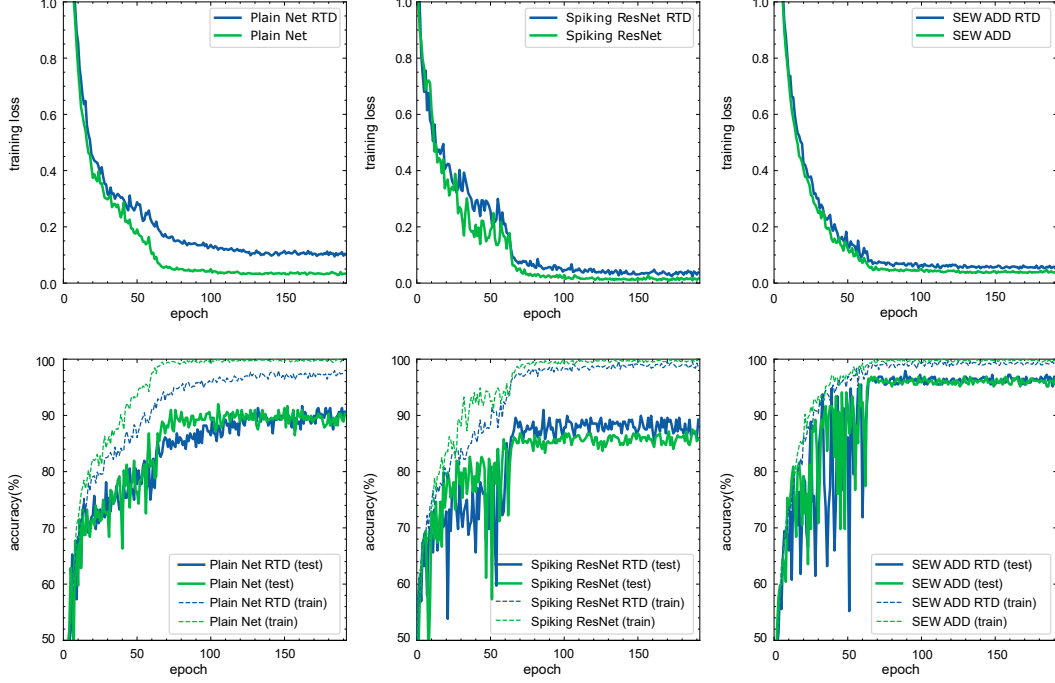 Plain Net RTD
Plain Net
1.0
0.8
0.6
0.4
0.2
0.0
training loss
0 50 100 150
epoch
Spiking ResNet RTD
Spiking ResNet
1.0
0.8
0.6
0.4
0.2
0.0
training loss
0 50 100 150
epoch
SEW ADD RTD
SEW ADD
1.0
0.8
0.6
0.4
0.2
0.0
training loss
0 50 100 150
epoch
100
90
80
70
60
50
accuracy(%)
Plain Net RTD (test)
Plain Net (test)
Plain Net RTD (train)
Plain Net (train)
0 50 100 150
epoch
100
90
80
70
60
50
accuracy(%)
Spiking ResNet RTD (test)
Spiking ResNet (test)
Spiking ResNet RTD (train)
Spiking ResNet (train)
0 50 100 150
epoch
100
90
80
70
60
50
accuracy(%)
SEW ADD RTD (test)
SEW ADD (test)
SEW ADD RTD (train)
SEW ADD (train)
0 50 100 150
epoch